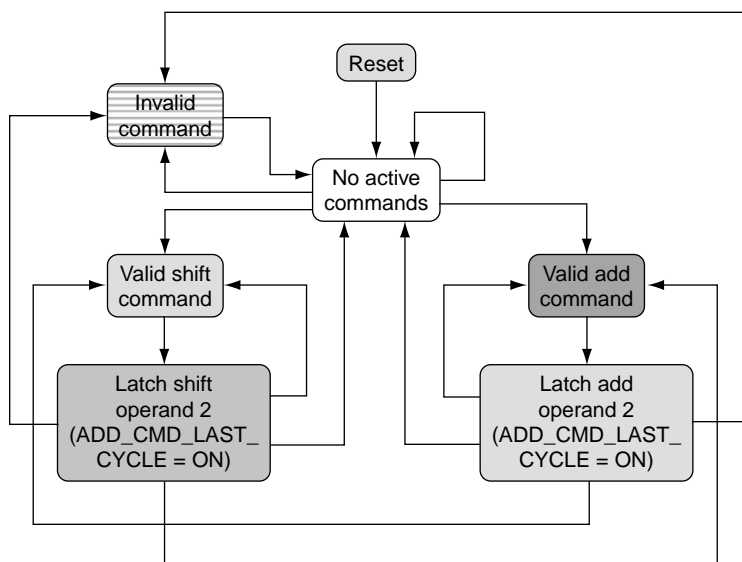 Reset
Invalid
command
No active
commands
Valid shift
command
Valid add
command
Latch shift
operand 2
(ADD_CMD_LAST_
CYCLE = ON)
Latch add
operand 2
(ADD_CMD_LAST_
CYCLE = ON)